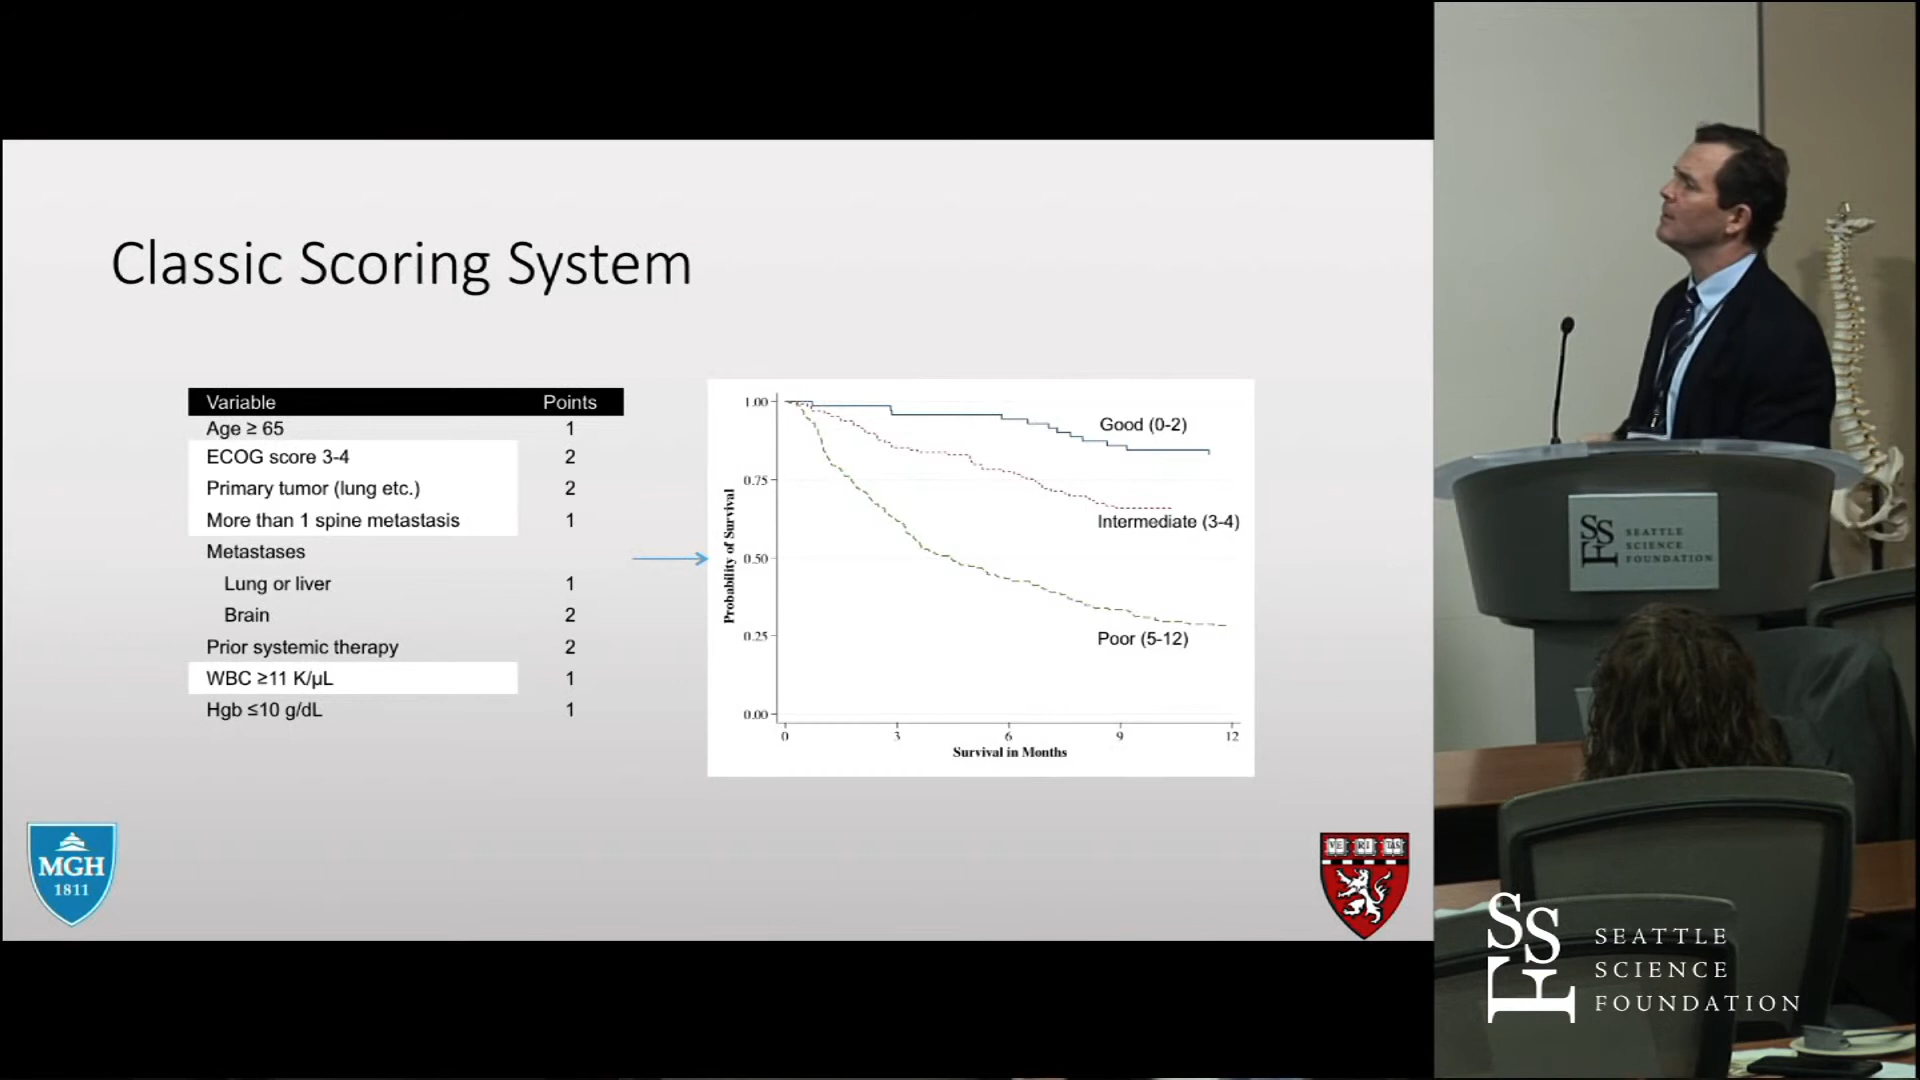 Classic Scoring System
Variable Points
Age ≥ 65 1
ECOG score 3-4 2
Primary tumor (lung etc.) 2
More than 1 spine metastasis 1
Metastases
Lung or liver 1
Brain 2
Prior systemic therapy 2
WBC ≥11 K/µL 1
Hgb ≤10 g/dL 1
Probability of Survival
1.00
0.75
0.50
0.25
0.00
Good (0-2)
Intermediate (3-4)
Poor (5-12)
0 3 6 9 12
Survival in Months
MGH
1811
VE RI TAS
SSF
SEATTLE
SCIENCE
FOUNDATION
SSF
SEATTLE
SCIENCE
FOUNDATION